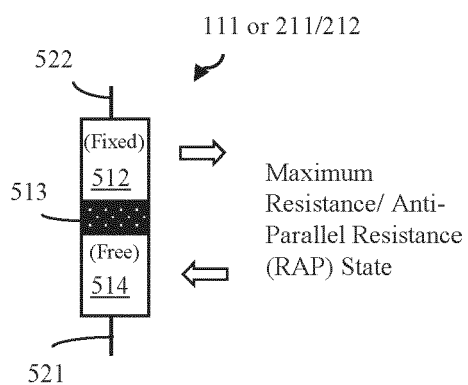 111 or 211/212
522
(Fixed)
512
513
(Free)
514
521
Maximum
Resistance/ Anti-
Parallel Resistance
(RAP) State